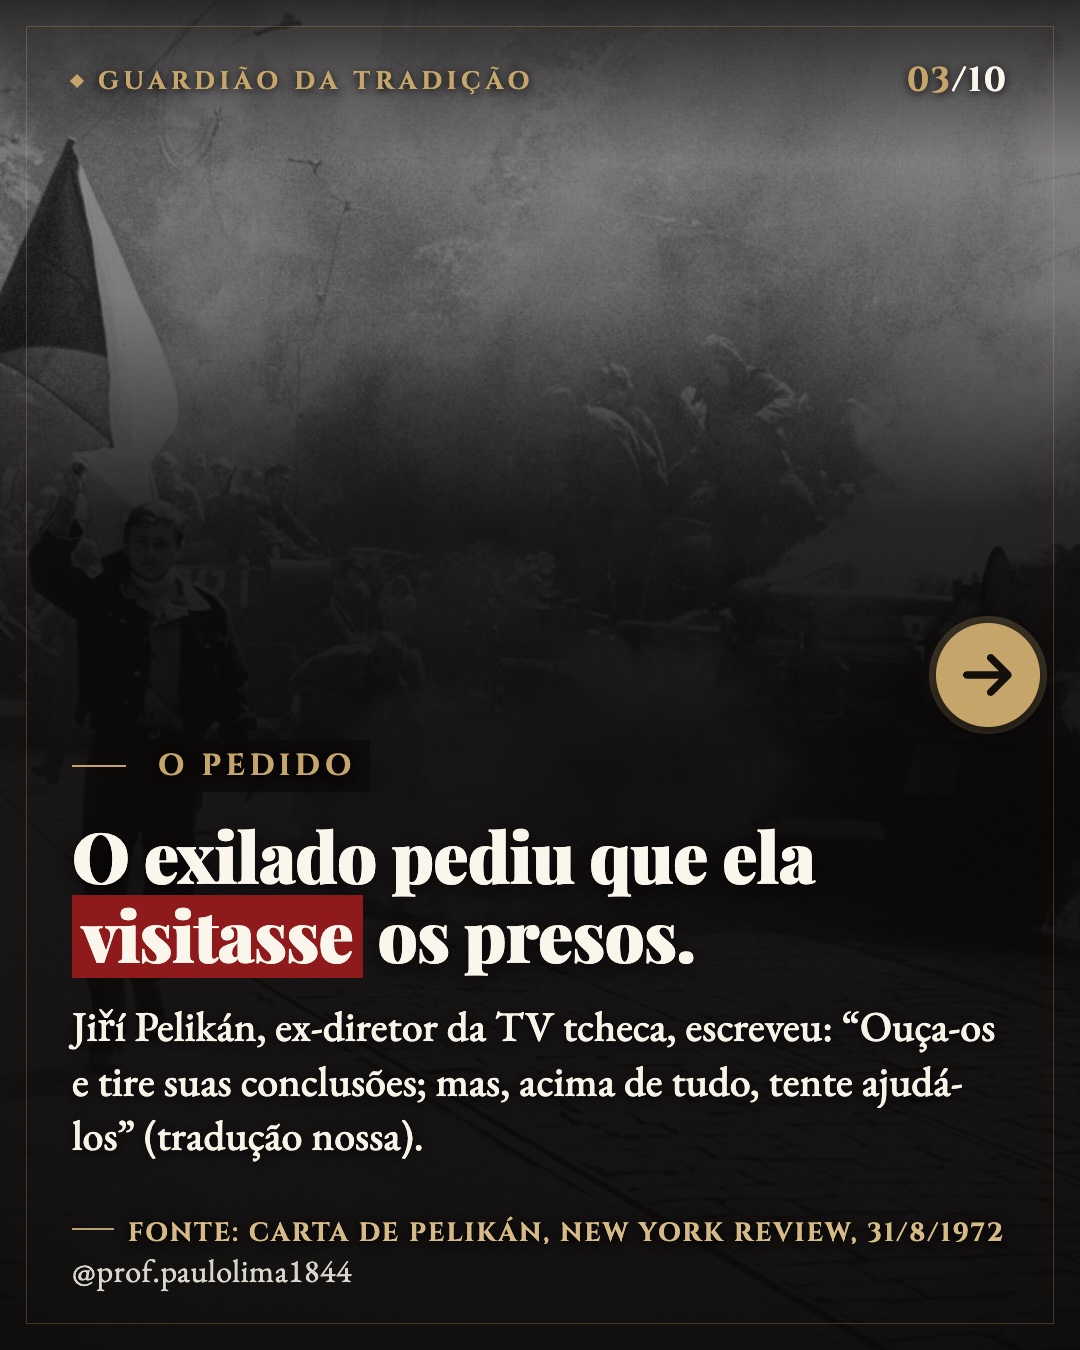 ◆ GUARDIÃO DA TRADIÇÃO
03/10
O PEDIDO
O exilado pediu que ela
visitasse os presos.
Jiří Pelikán, ex-diretor da TV tcheca, escreveu: “Ouça-os
e tire suas conclusões; mas, acima de tudo, tente ajudá-
los” (tradução nossa).
FONTE: CARTA DE PELIKÁN, NEW YORK REVIEW, 31/8/1972
@prof.paulolima1844